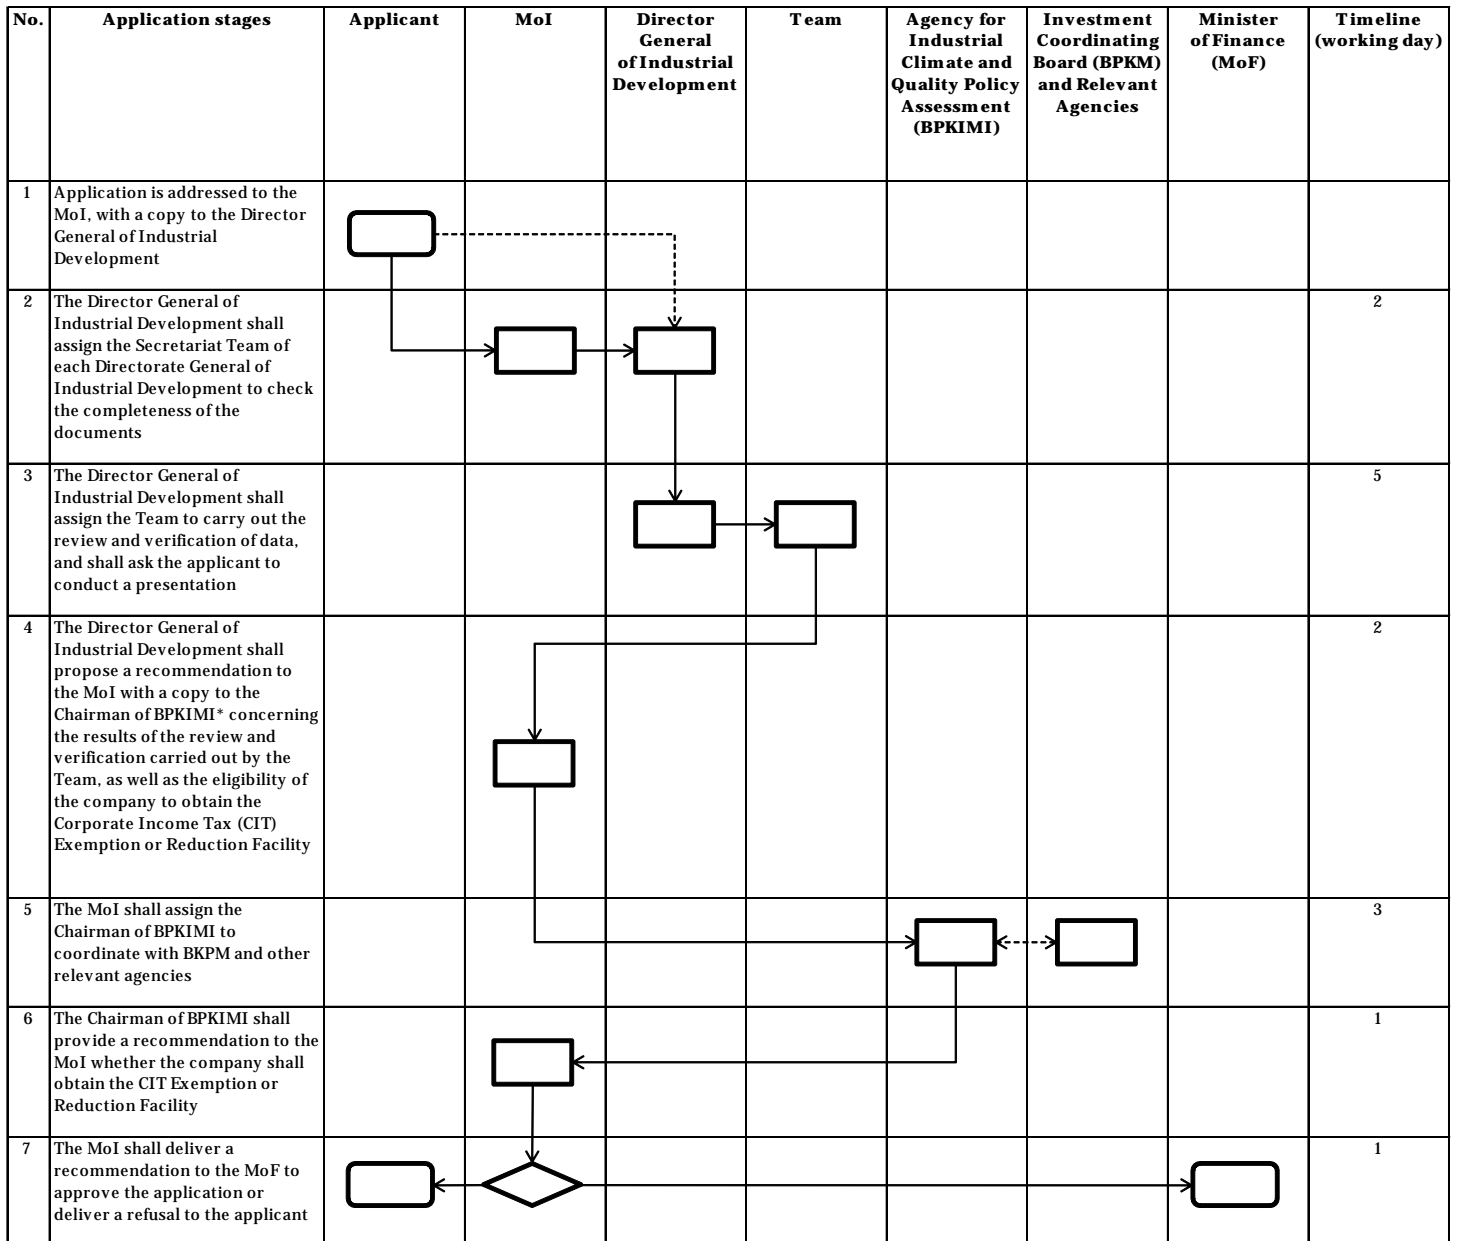 No.
Application stages
Applicant
MoI
Director
General
of Industrial
Development
Team
Agency for
Industrial
Climate and
Quality Policy
Assessment
(BPKIMI)
Investment
Coordinating
Board (BPKM)
and Relevant
Agencies
Minister
of Finance
(MoF)
Timeline
(working day)
1
Application is addressed to the
MoI, with a copy to the Director
General of Industrial
Development
2
The Director General of
Industrial Development shall
assign the Secretariat Team of
each Directorate General of
Industrial Development to check
the completeness of the
documents
2
3
The Director General of
Industrial Development shall
assign the Team to carry out the
review and verification of data,
and shall ask the applicant to
conduct a presentation
5
4
The Director General of
Industrial Development shall
propose a recommendation to
the MoI with a copy to the
Chairman of BPKIMI* concerning
the results of the review and
verification carried out by the
Team, as well as the eligibility of
the company to obtain the
Corporate Income Tax (CIT)
Exemption or Reduction Facility
2
5
The MoI shall assign the
Chairman of BPKIMI to
coordinate with BKPM and other
relevant agencies
3
6
The Chairman of BPKIMI shall
provide a recommendation to the
MoI whether the company shall
obtain the CIT Exemption or
Reduction Facility
1
7
The MoI shall deliver a
recommendation to the MoF to
approve the application or
deliver a refusal to the applicant
1